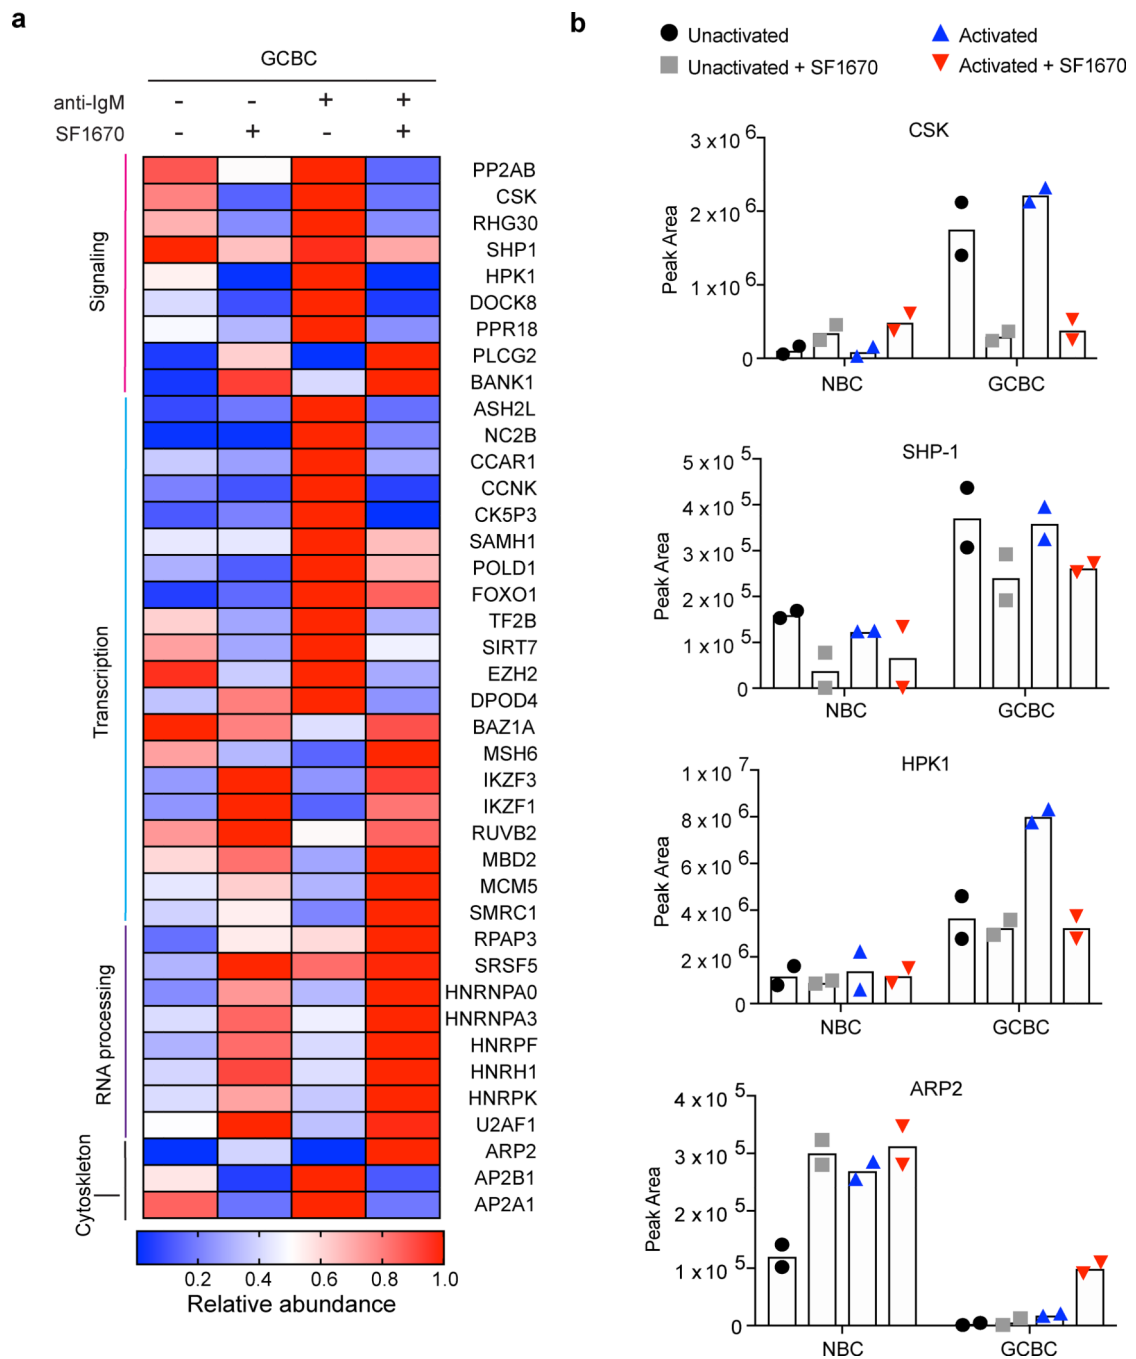 a
GCBC
anti-IgM - - + +
SF1670 - + - +
Signaling
PP2AB
CSK
RHG30
SHP1
HPK1
DOCK8
PPR18
PLCG2
BANK1
Transcription
ASH2L
NC2B
CCAR1
CCNK
CK5P3
SAMH1
POLD1
FOXO1
TF2B
SIRT7
EZH2
DPOD4
BAZ1A
MSH6
IKZF3
IKZF1
RUVB2
MBD2
MCM5
SMRC1
RNA processing
RPAP3
SRSF5
HNRNPA0
HNRNPA3
HNRPF
HNRH1
HNRPK
U2AF1
Cytoskleton
ARP2
AP2B1
AP2A1
0.2 0.4 0.6 0.8 1.0
Relative abundance
b
Unactivated
Activated
Unactivated + SF1670
Activated + SF1670
CSK
Peak Area
3 x 10 6
2 x 10 6
1 x 10 6
0
NBC GCBC
SHP-1
Peak Area
5 x 10 5
4 x 10 5
3 x 10 5
2 x 10 5
1 x 10 5
0
NBC GCBC
HPK1
Peak Area
1 x 10 7
8 x 10 6
6 x 10 6
4 x 10 6
2 x 10 6
0
NBC GCBC
ARP2
Peak Area
4 x 10 5
3 x 10 5
2 x 10 5
1 x 10 5
0
NBC GCBC